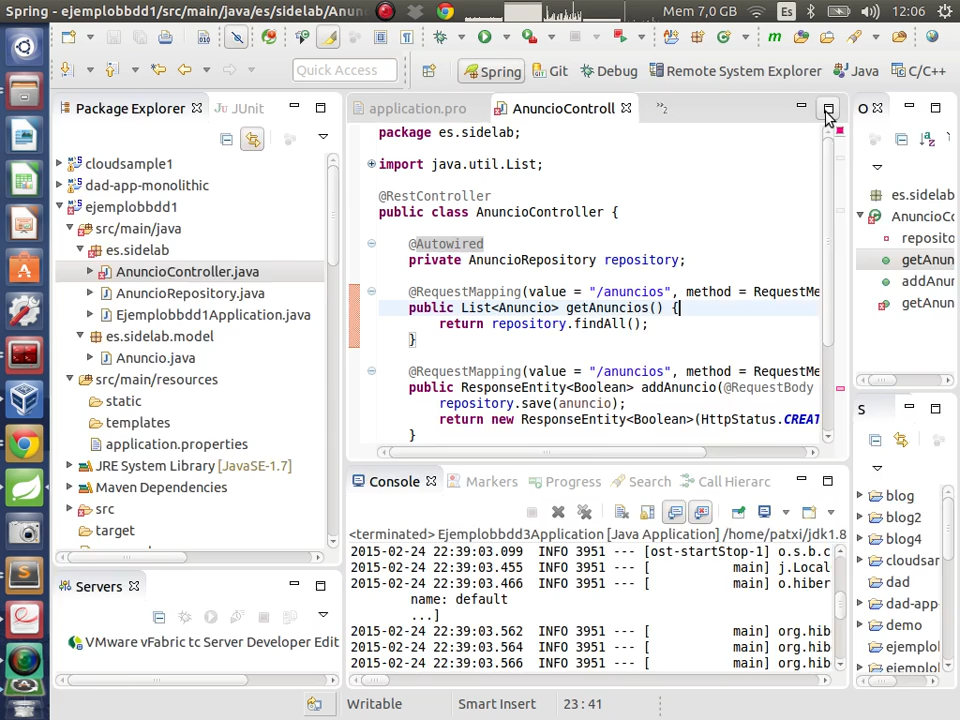 Spring - ejemplobbdd1/src/main/java/es/sidelab/Anun
Mem 7,0 GB
Es
12:06
Quick Access
Spring
Git
Debug
Remote System Explorer
Java
C/C++
Package Explorer
JUnit
cloudsample1
dad-app-monolithic
ejemplobbdd1
src/main/java
es.sidelab
AnuncioController.java
AnuncioRepository.java
Ejemplobbdd1Application.java
es.sidelab.model
Anuncio.java
src/main/resources
static
templates
application.properties
JRE System Library [JavaSE-1.7]
Maven Dependencies
src
target
Servers
VMware vFabric tc Server Developer Edit
application.pro
AnuncioControll
»2
package es.sidelab;
import java.util.List;
@RestController
public class AnuncioController {
@Autowired
private AnuncioRepository repository;
@RequestMapping(value = "/anuncios", method = RequestMe
public List<Anuncio> getAnuncios() {
return repository.findAll();
}
@RequestMapping(value = "/anuncios", method = RequestMe
public ResponseEntity<Boolean> addAnuncio(@RequestBody
repository.save(anuncio);
return new ResponseEntity<Boolean>(HttpStatus.CREAT
}
Console
Markers
Progress
Search
Call Hierarc
<terminated> Ejemplobbdd3Application [Java Application] /home/patxi/jdk1.8
2015-02-24 22:39:03.099 INFO 3951 --- [ost-startStop-1] o.s.b.c
2015-02-24 22:39:03.455 INFO 3951 --- [ main] j.Local
2015-02-24 22:39:03.466 INFO 3951 --- [ main] o.hiber
name: default
...]
2015-02-24 22:39:03.562 INFO 3951 --- [ main] org.hib
2015-02-24 22:39:03.564 INFO 3951 --- [ main] org.hib
2015-02-24 22:39:03.566 INFO 3951 --- [ main] org.hib
O
es.sidelab
AnuncioCo
reposito
getAnun
addAnun
getAnun
S
blog
blog2
blog4
cloudsar
dad
dad-app-
demo
ejemplol
ejemplol
Writable
Smart Insert
23 : 41